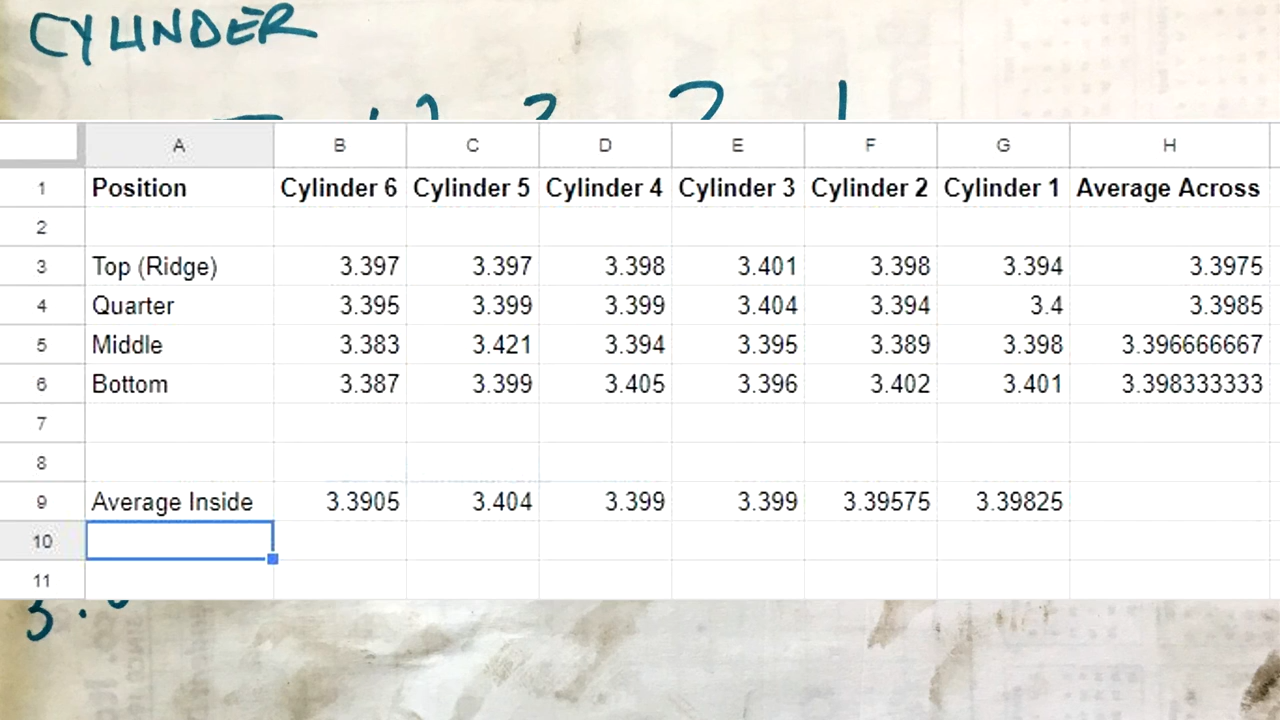 CYLINDER
A B C D E F G H
1 Position Cylinder 6 Cylinder 5 Cylinder 4 Cylinder 3 Cylinder 2 Cylinder 1 Average Across
2
3 Top (Ridge) 3.397 3.397 3.398 3.401 3.398 3.394 3.3975
4 Quarter 3.395 3.399 3.399 3.404 3.394 3.4 3.3985
5 Middle 3.383 3.421 3.394 3.395 3.389 3.398 3.396666667
6 Bottom 3.387 3.399 3.405 3.396 3.402 3.401 3.398333333
7
8
9 Average Inside 3.3905 3.404 3.399 3.399 3.39575 3.39825
10
11